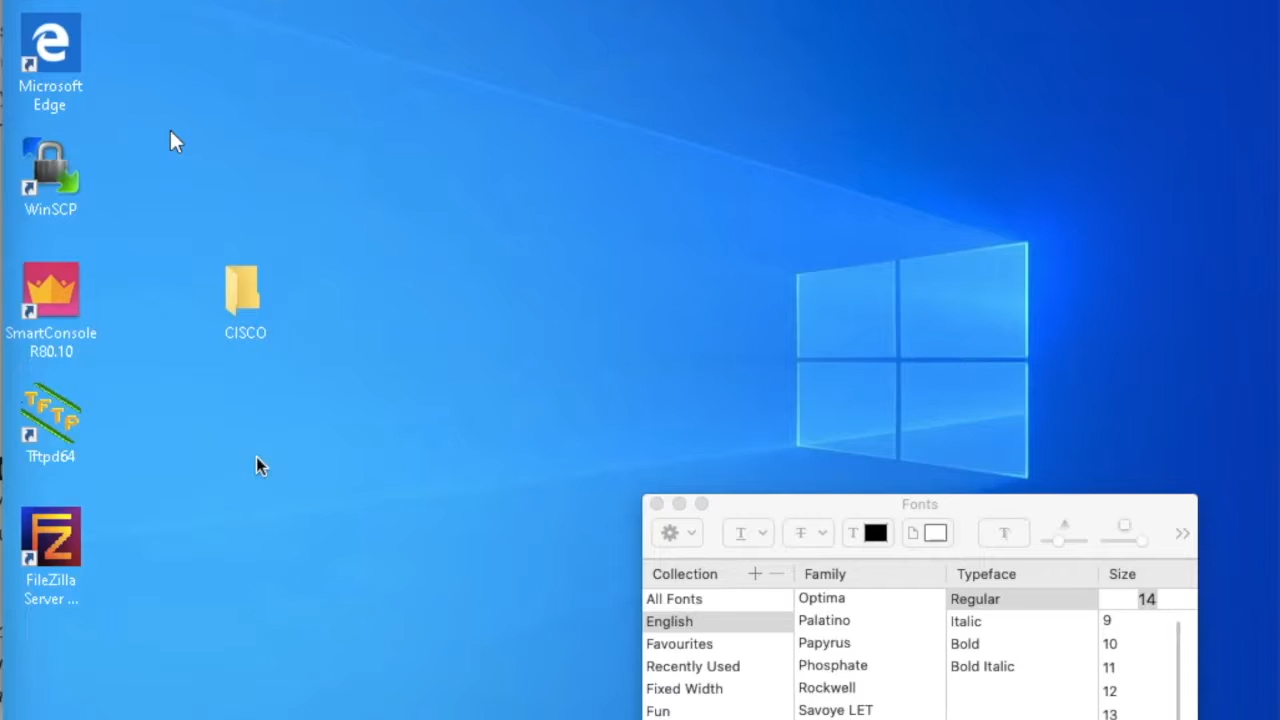 Microsoft
Edge
WinSCP
SmartConsole
R80.10
CISCO
TFTP
Tftpd64
FZ
FileZilla
Server ...
Fonts
T T T T
Collection + — Family Typeface Size
All Fonts Optima Regular 14
English Palatino Italic 9
Favourites Papyrus Bold 10
Recently Used Phosphate Bold Italic 11
Fixed Width Rockwell 12
Fun Savoye LET 13